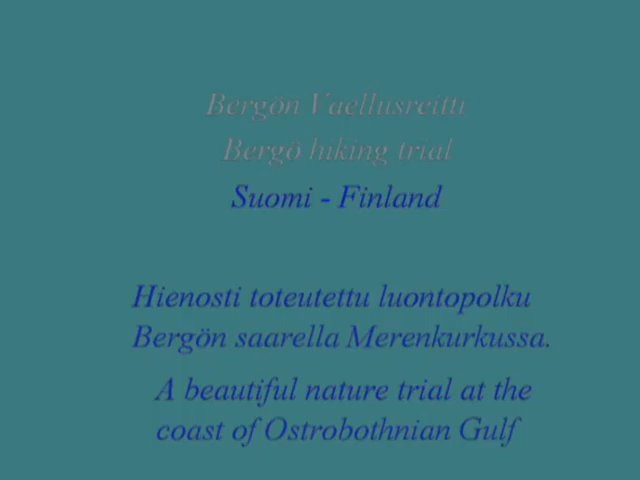 Bergön Vaellusreitti
Bergö hiking trial
Suomi - Finland
Hienosti toteutettu luontopolku
Bergön saarella Merenkurkussa.
A beautiful nature trial at the
coast of Ostrobothnian Gulf